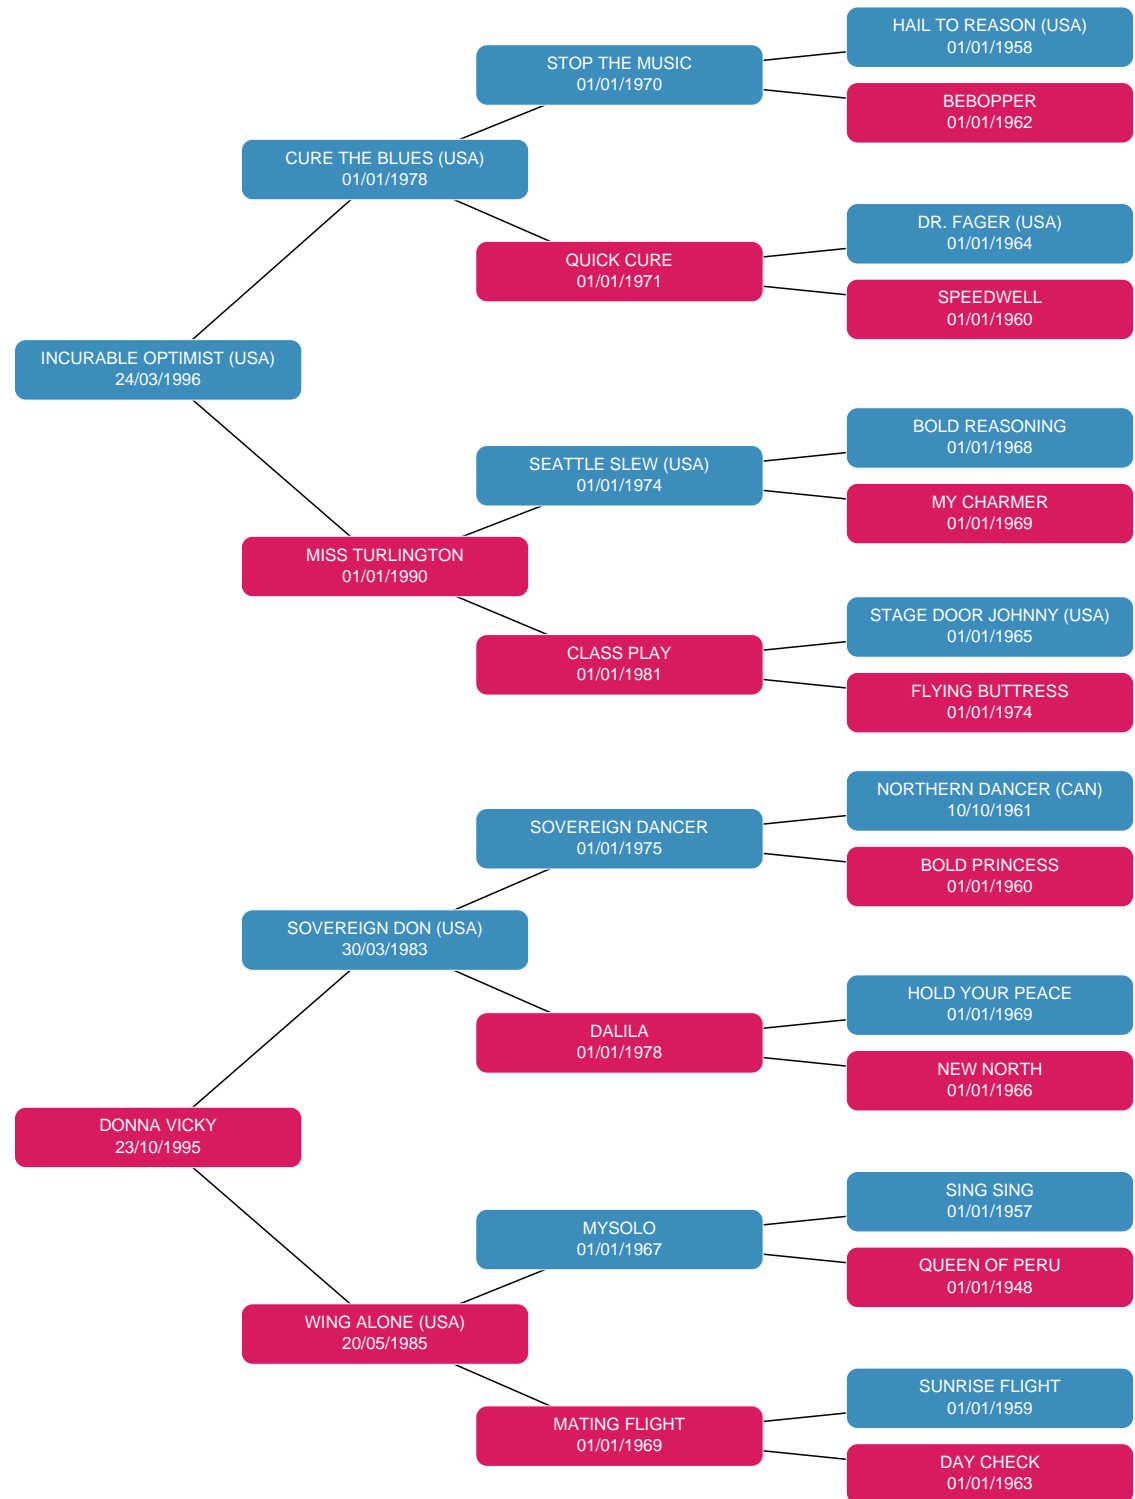 HAIL TO REASON (USA)
01/01/1958
STOP THE MUSIC
01/01/1970
BEBOPPER
01/01/1962
CURE THE BLUES (USA)
01/01/1978
DR. FAGER (USA)
01/01/1964
QUICK CURE
01/01/1971
SPEEDWELL
01/01/1960
INCURABLE OPTIMIST (USA)
24/03/1996
BOLD REASONING
01/01/1968
SEATTLE SLEW (USA)
01/01/1974
MY CHARMER
01/01/1969
MISS TURLINGTON
01/01/1990
STAGE DOOR JOHNNY (USA)
01/01/1965
CLASS PLAY
01/01/1981
FLYING BUTTRESS
01/01/1974
NORTHERN DANCER (CAN)
10/10/1961
SOVEREIGN DANCER
01/01/1975
BOLD PRINCESS
01/01/1960
SOVEREIGN DON (USA)
30/03/1983
HOLD YOUR PEACE
01/01/1969
DALILA
01/01/1978
NEW NORTH
01/01/1966
DONNA VICKY
23/10/1995
SING SING
01/01/1957
MYSOLO
01/01/1967
QUEEN OF PERU
01/01/1948
WING ALONE (USA)
20/05/1985
SUNRISE FLIGHT
01/01/1959
MATING FLIGHT
01/01/1969
DAY CHECK
01/01/1963